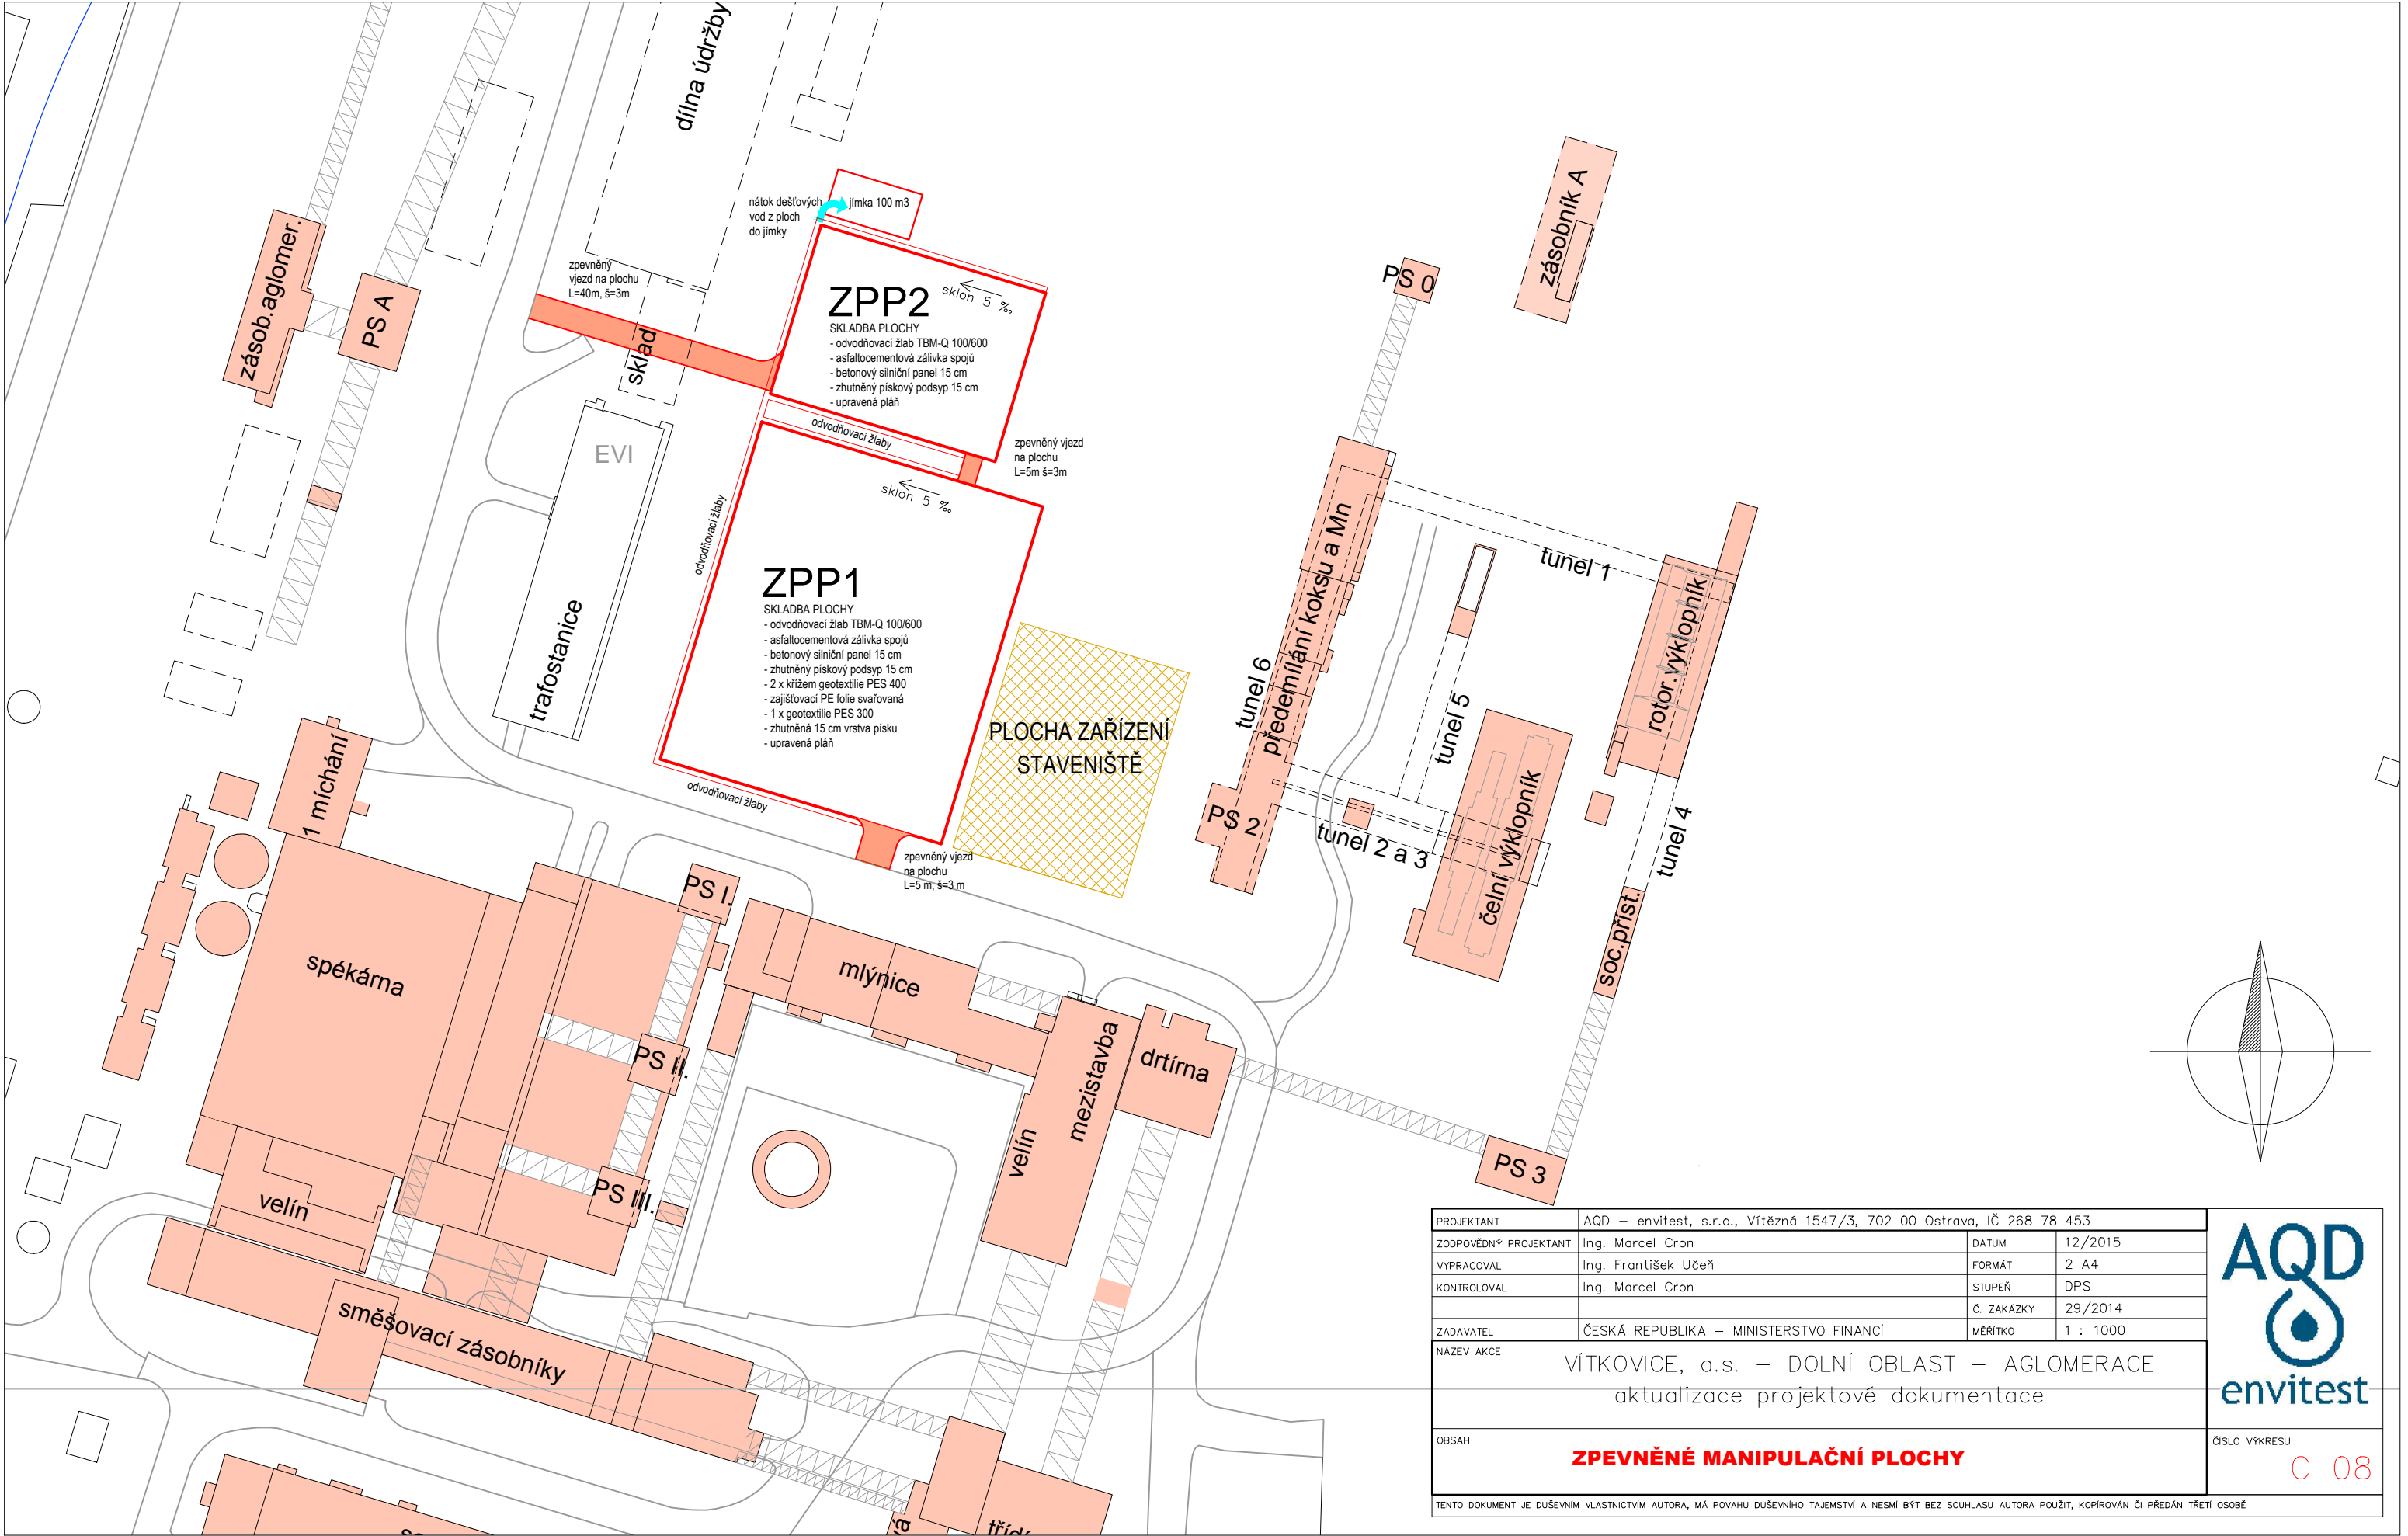 dílna údržby
nátok dešťových
vod z ploch
do jímky
jímka 100 m3
zásobník A
zásob.aglomer.
PS A
zpevněný
vjezd na plochu
L=40m, š=3m
sklad
PS 0
ZPP2
sklon 5 ‰
SKLADBA PLOCHY
- odvodňovací žlab TBM-Q 100/600
- asfaltocementová zálivka spojů
- betonový silniční panel 15 cm
- zhutněný pískový podsyp 15 cm
- upravená pláň
odvodňovací žlaby
zpevněný vjezd
na plochu
L=5m š=3m
EVI
trafostanice
sklon 5 ‰
odvodňovací žlaby
ZPP1
SKLADBA PLOCHY
- odvodňovací žlab TBM-Q 100/600
- asfaltocementová zálivka spojů
- betonový silniční panel 15 cm
- zhutněný pískový podsyp 15 cm
- 2 x křížem geotextilie PES 400
- zajišťovací PE folie svařovaná
- 1 x geotextilie PES 300
- zhutněná 15 cm vrstva písku
- upravená pláň
odvodňovací žlaby
zpevněný vjezd
na plochu
L=5 m, š=3 m
PLOCHA ZAŘÍZENÍ
STAVENIŠTĚ
předemílání koksu a Mn
tunel 6
tunel 1
tunel 5
rotor.výklopník
PS 2
tunel 2 a 3
čelní výklopník
tunel 4
soc.příst.
1 míchání
spékárna
PS I.
PS II.
PS III.
mlýnice
mezistavba
velín
drtírna
PS 3
velín
směšovací zásobníky
PROJEKTANT
AQD – envitest, s.r.o., Vítězná 1547/3, 702 00 Ostrava, IČ 268 78 453
ZODPOVĚDNÝ PROJEKTANT
Ing. Marcel Cron
DATUM
12/2015
VYPRACOVAL
Ing. František Učeň
FORMÁT
2 A4
KONTROLOVAL
Ing. Marcel Cron
STUPEŇ
DPS
Č. ZAKÁZKY
29/2014
ZADAVATEL
ČESKÁ REPUBLIKA – MINISTERSTVO FINANCÍ
MĚŘÍTKO
1 : 1000
NÁZEV AKCE
VÍTKOVICE, a.s. – DOLNÍ OBLAST – AGLOMERACE
aktualizace projektové dokumentace
AQD
envitest
OBSAH
ZPEVNĚNÉ MANIPULAČNÍ PLOCHY
ČÍSLO VÝKRESU
C 08
TENTO DOKUMENT JE DUŠEVNÍM VLASTNICTVÍM AUTORA, MÁ POVAHU DUŠEVNÍHO TAJEMSTVÍ A NESMÍ BÝT BEZ SOUHLASU AUTORA POUŽIT, KOPÍROVÁN ČI PŘEDÁN TŘETÍ OSOBĚ